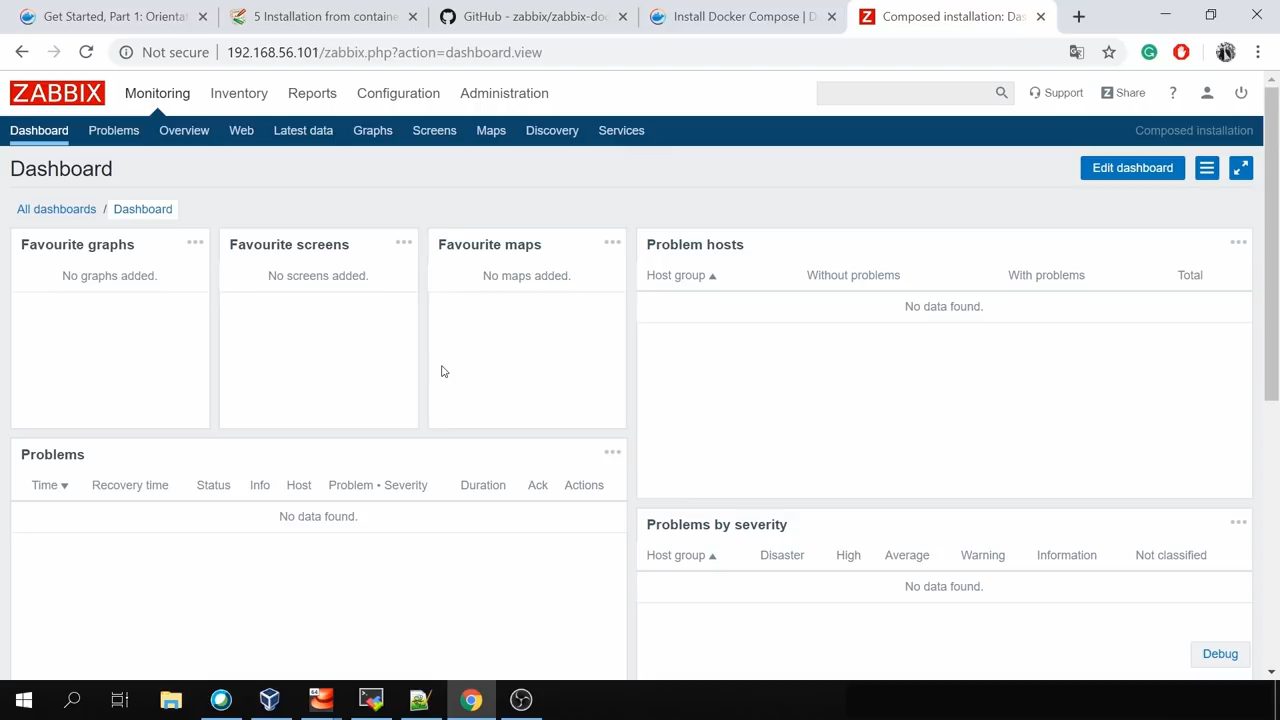 Get Started, Part 1: Orientat
5 Installation from containe
GitHub - zabbix/zabbix-doc
Install Docker Compose | D
Composed installation: Das
Not secure
192.168.56.101/zabbix.php?action=dashboard.view
ZABBIX
Monitoring
Inventory
Reports
Configuration
Administration
Support
Z Share
?
Dashboard
Problems
Overview
Web
Latest data
Graphs
Screens
Maps
Discovery
Services
Composed installation
Dashboard
Edit dashboard
All dashboards / Dashboard
Favourite graphs
No graphs added.
Favourite screens
No screens added.
Favourite maps
No maps added.
Problem hosts
Host group ▲ Without problems With problems Total
No data found.
Problems
Time ▼ Recovery time Status Info Host Problem • Severity Duration Ack Actions
No data found.
Problems by severity
Host group ▲ Disaster High Average Warning Information Not classified
No data found.
Debug